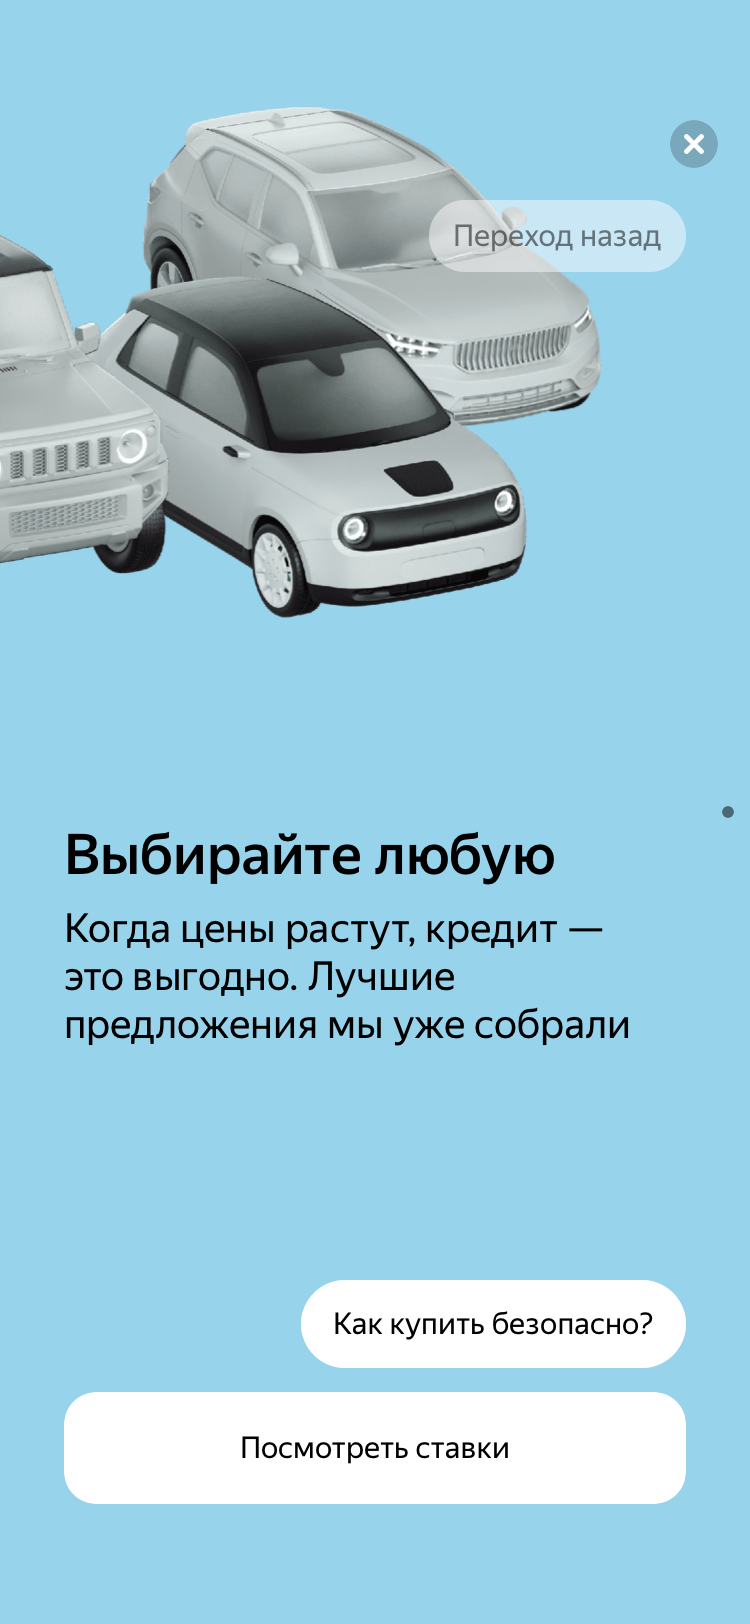 Переход назад
Выбирайте любую
Когда цены растут, кредит —
это выгодно. Лучшие
предложения мы уже собрали
Как купить безопасно?
Посмотреть ставки